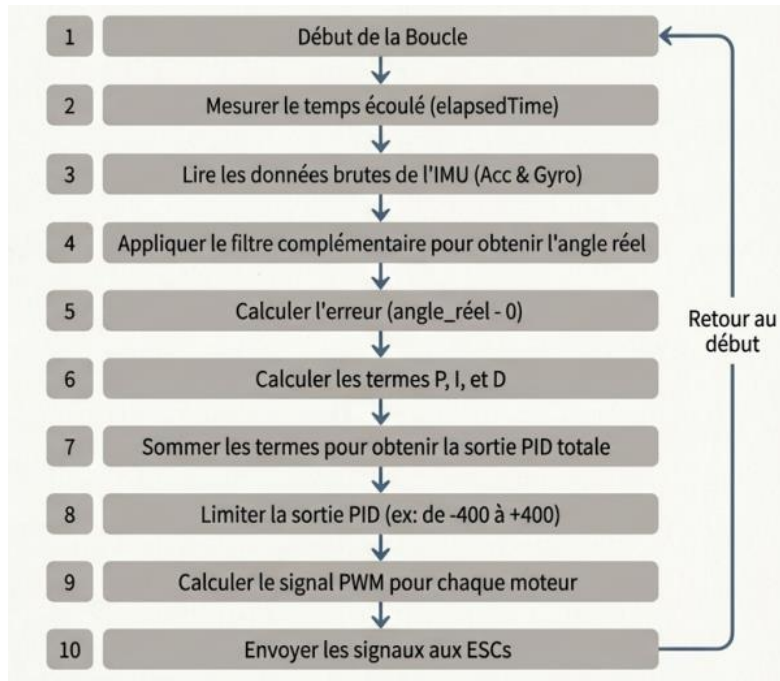 1 Début de la Boucle
2 Mesurer le temps écoulé (elapsedTime)
3 Lire les données brutes de l'IMU (Acc & Gyro)
4 Appliquer le filtre complémentaire pour obtenir l'angle réel
5 Calculer l'erreur (angle_réel - 0)
6 Calculer les termes P, I, et D
7 Sommer les termes pour obtenir la sortie PID totale
8 Limiter la sortie PID (ex: de -400 à +400)
9 Calculer le signal PWM pour chaque moteur
10 Envoyer les signaux aux ESCs
Retour au
début